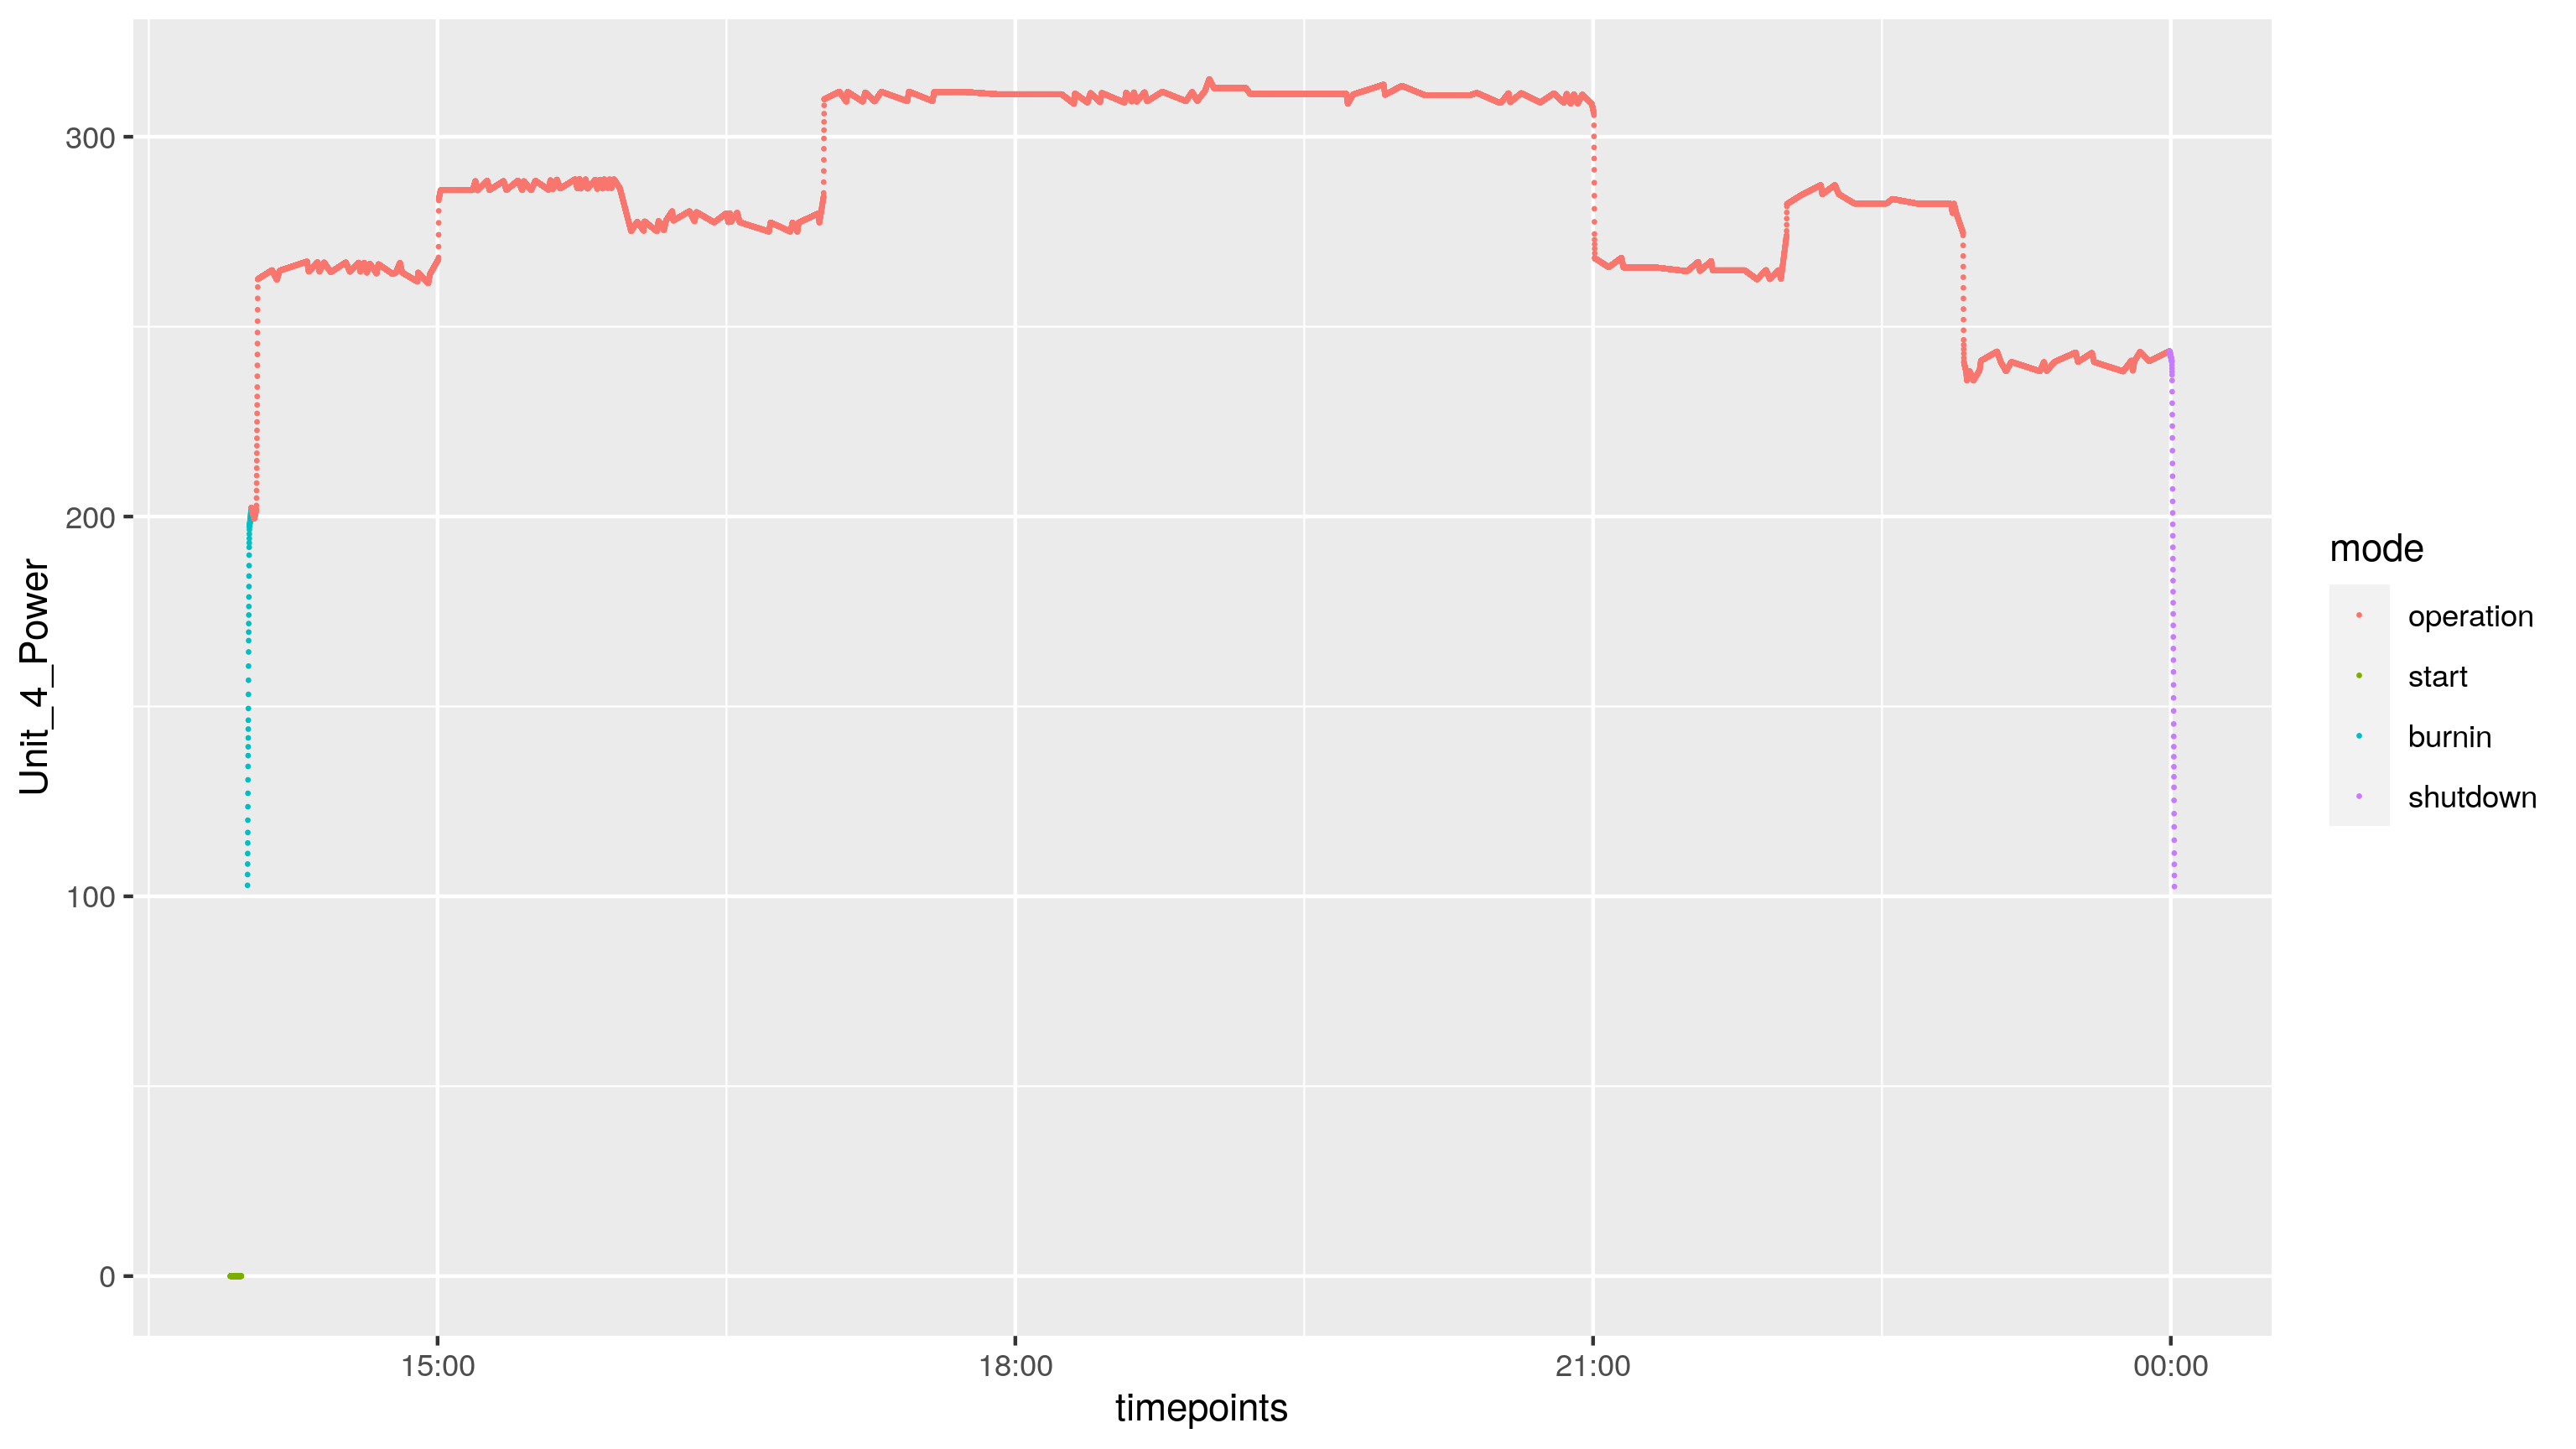 Unit_4_Power
300
200
100
0
15:00
18:00
21:00
00:00
timepoints
mode
operation
start
burnin
shutdown